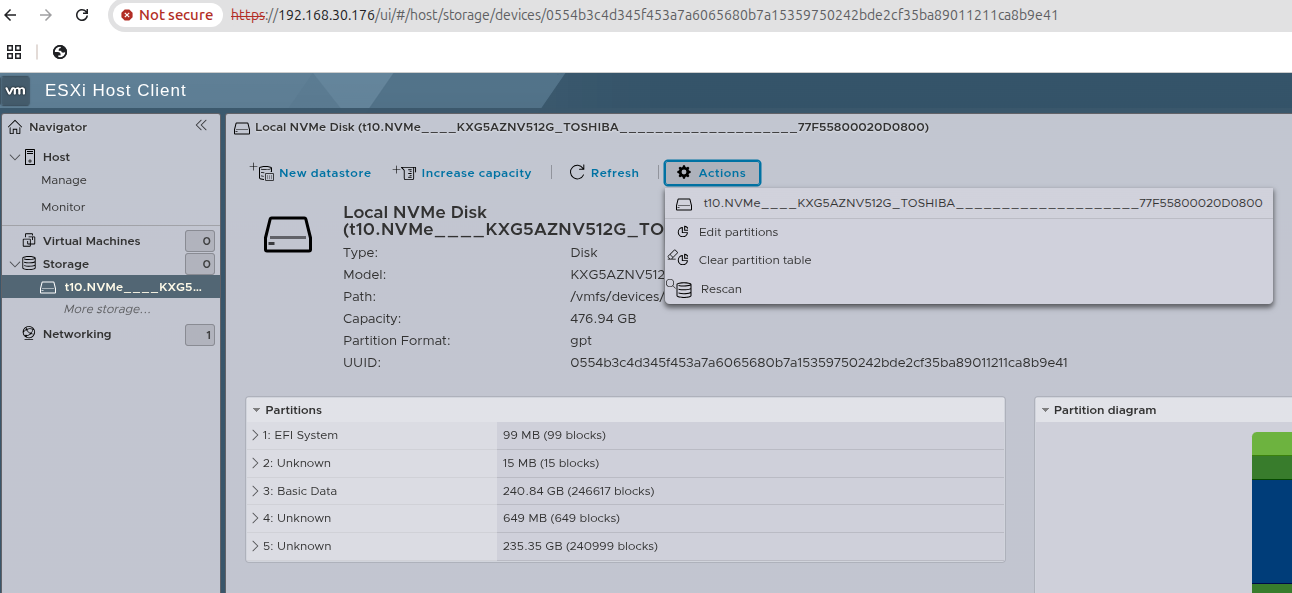 Not secure https://192.168.30.176/ui/#/host/storage/devices/0554b3c4d345f453a7a6065680b7a15359750242bde2cf35ba89011211ca8b9e41
vm ESXi Host Client
Navigator
Host
Manage
Monitor
Virtual Machines 0
Storage 0
t10.NVMe____KXG5...
More storage...
Networking 1
Local NVMe Disk (t10.NVMe____KXG5AZNV512G_TOSHIBA____________________77F55800020D0800)
New datastore Increase capacity Refresh Actions
t10.NVMe____KXG5AZNV512G_TOSHIBA____________________77F55800020D0800
Edit partitions
Clear partition table
Rescan
Local NVMe Disk
(t10.NVMe____KXG5AZNV512G_TO
Type: Disk
Model: KXG5AZNV512
Path: /vmfs/devices/
Capacity: 476.94 GB
Partition Format: gpt
UUID: 0554b3c4d345f453a7a6065680b7a15359750242bde2cf35ba89011211ca8b9e41
Partitions
1: EFI System 99 MB (99 blocks)
2: Unknown 15 MB (15 blocks)
3: Basic Data 240.84 GB (246617 blocks)
4: Unknown 649 MB (649 blocks)
5: Unknown 235.35 GB (240999 blocks)
Partition diagram